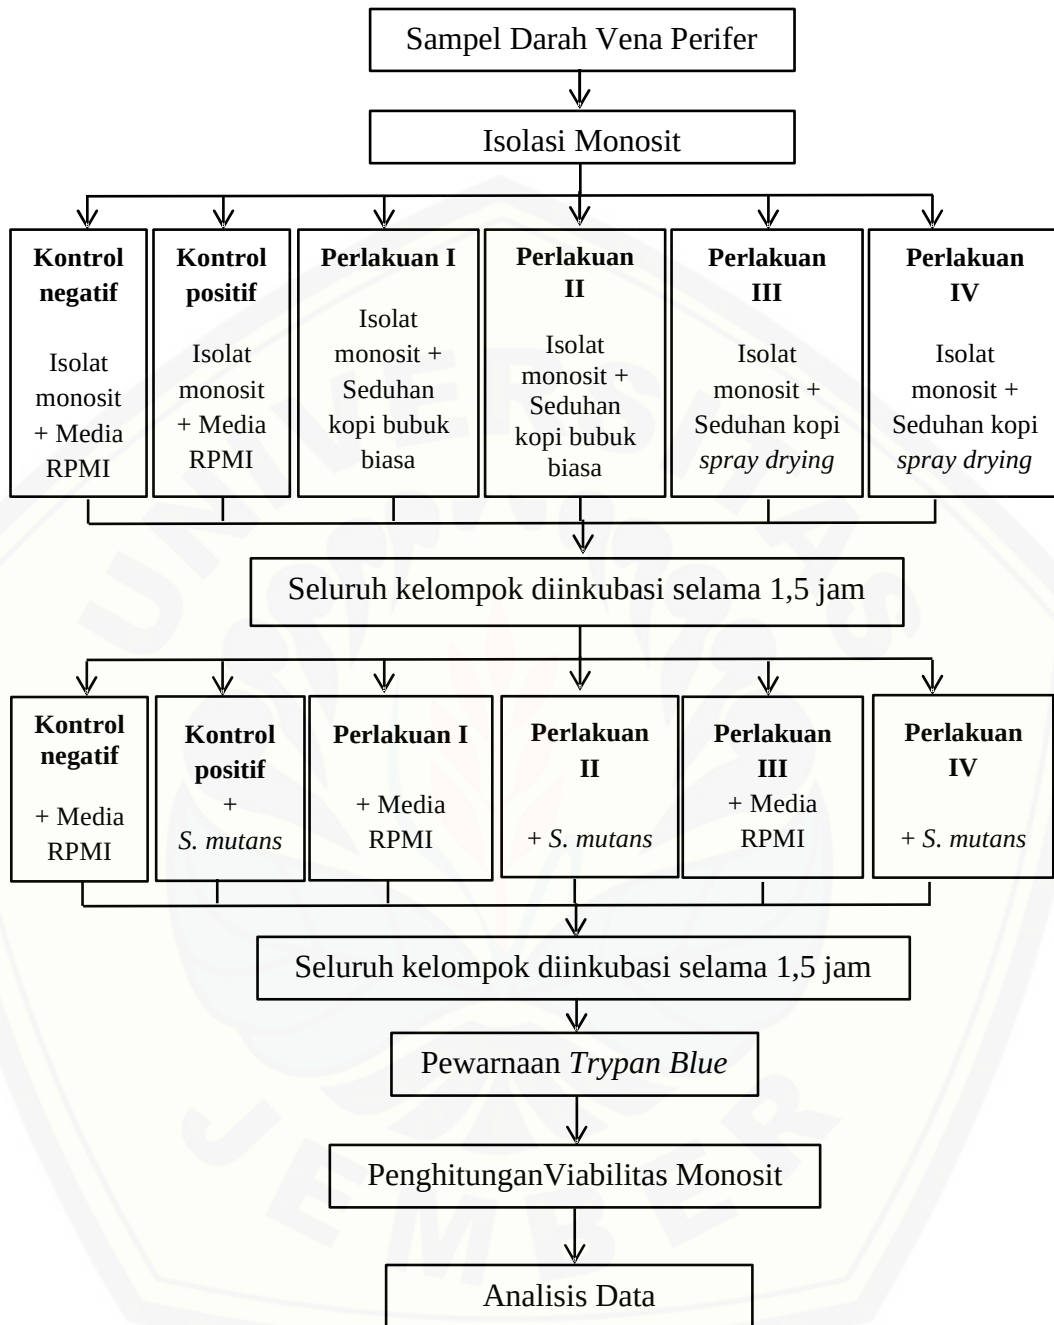 Sampel Darah Vena Perifer
Isolasi Monosit
Kontrol
negatif
Isolat
monosit
+ Media
RPMI
Kontrol
positif
Isolat
monosit
+ Media
RPMI
Perlakuan I
Isolat
monosit +
Seduhan
kopi bubuk
biasa
Perlakuan
II
Isolat
monosit +
Seduhan
kopi bubuk
biasa
Perlakuan
III
Isolat
monosit +
Seduhan kopi
spray drying
Perlakuan
IV
Isolat
monosit +
Seduhan kopi
spray drying
Seluruh kelompok diinkubasi selama 1,5 jam
Kontrol
negatif
+ Media
RPMI
Kontrol
positif
+
S. mutans
Perlakuan I
+ Media
RPMI
Perlakuan
II
+ S. mutans
Perlakuan
III
+ Media
RPMI
Perlakuan
IV
+ S. mutans
Seluruh kelompok diinkubasi selama 1,5 jam
Pewarnaan Trypan Blue
PenghitunganViabilitas Monosit
Analisis Data
UNIVERSITAS
JEMBER